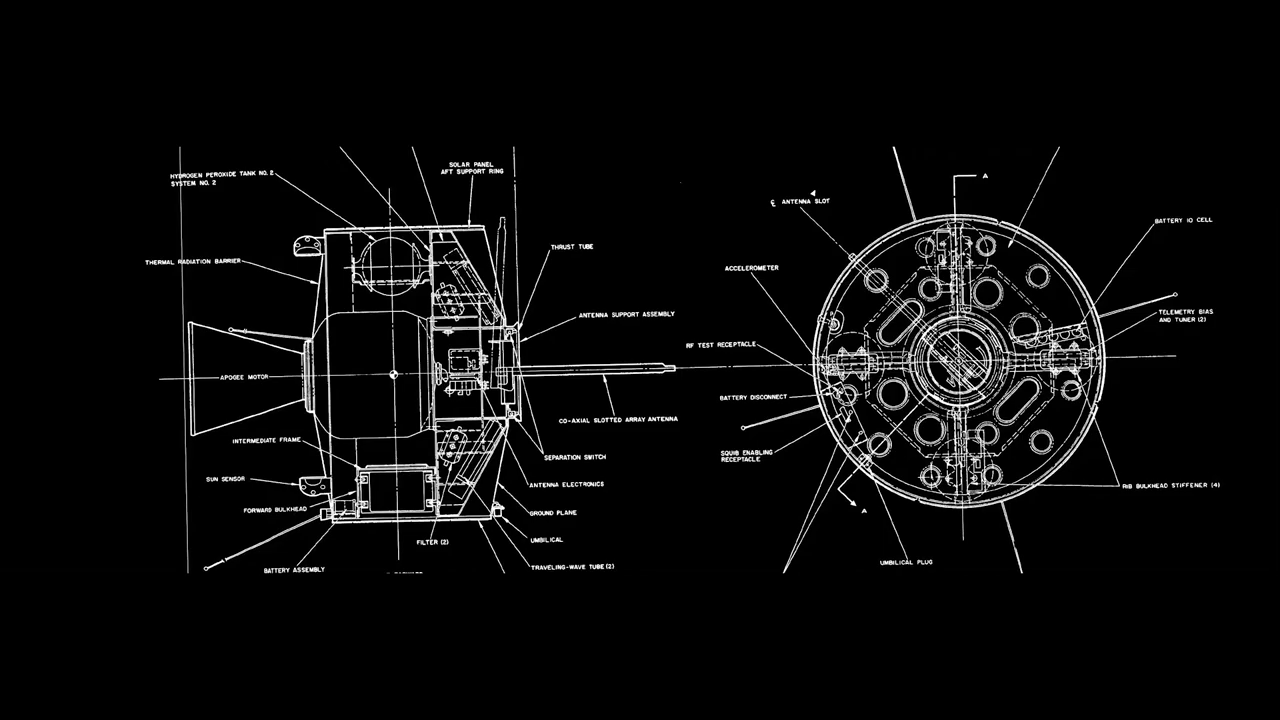 HYDROGEN PEROXIDE TANK NO. 2
SYSTEM NO. 2
SOLAR PANEL
AFT SUPPORT RING
THERMAL RADIATION BARRIER
THRUST TUBE
ANTENNA SUPPORT ASSEMBLY
APOGEE MOTOR
CO-AXIAL SLOTTED ARRAY ANTENNA
INTERMEDIATE FRAME
SEPARATION SWITCH
SUN SENSOR
ANTENNA ELECTRONICS
FORWARD BULKHEAD
GROUND PLANE
FILTER (2)
UMBILICAL
BATTERY ASSEMBLY
TRAVELING-WAVE TUBE (2)
A
℄ ANTENNA SLOT
BATTERY 10 CELL
ACCELEROMETER
TELEMETRY BIAS
AND TUNER (2)
RF TEST RECEPTACLE
BATTERY DISCONNECT
SQUIB ENABLING
RECEPTACLE
RIB BULKHEAD STIFFENER (4)
A
UMBILICAL PLUG